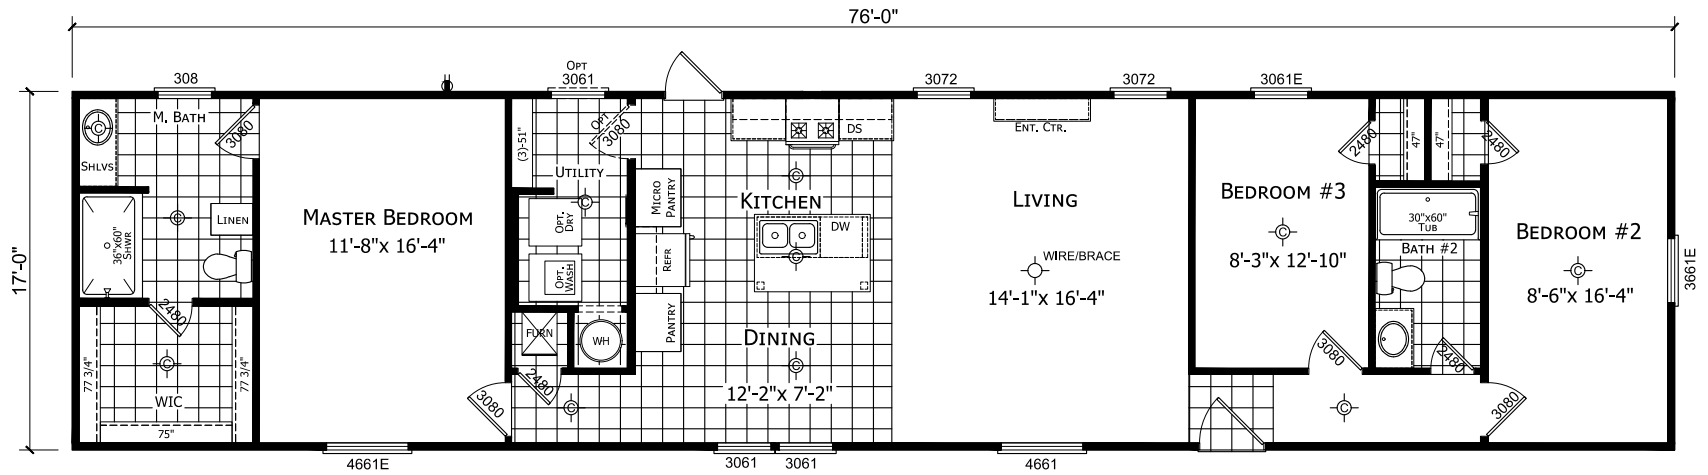 76'-0"
17'-0"
308
OPT
3061
3072
3072
3061E
M. BATH
3080
SHLVS
LINEN
36"x60"
SHWR
2480
77 3/4"
77 3/4"
WIC
75"
MASTER BEDROOM
11'-8"x 16'-4"
3080
4661E
(3)-51"
OPT
3080
UTILITY
OPT.
DRY
OPT.
WASH
FURN
WH
2480
MICRO
PANTRY
REFR
PANTRY
DS
KITCHEN
DW
DINING
12'-2"x 7'-2"
3061
3061
ENT. CTR.
LIVING
WIRE/BRACE
14'-1"x 16'-4"
4661
BEDROOM #3
8'-3"x 12'-10"
2480
47"
47"
2480
30"x60"
TUB
BATH #2
2480
3080
BEDROOM #2
8'-6"x 16'-4"
3080
3661E